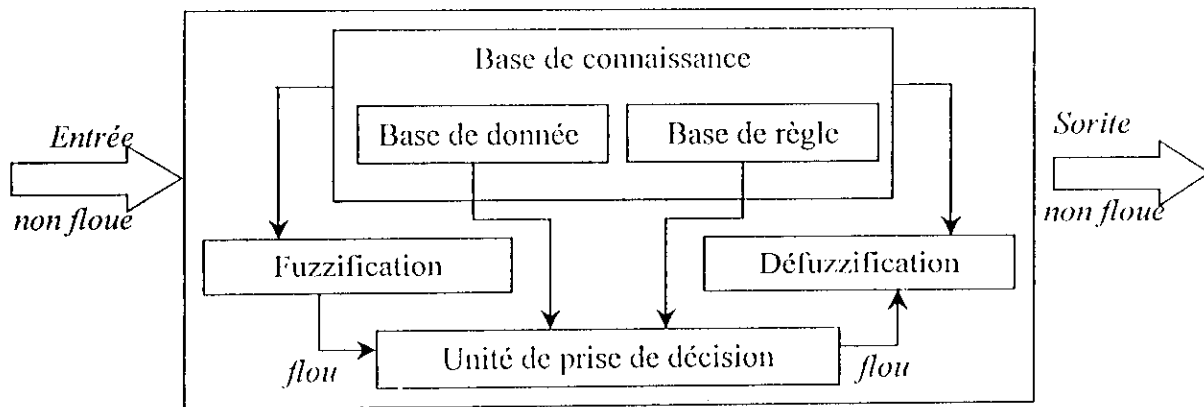 Base de connaissance
Base de donnée
Base de règle
Entrée
non floue
Sorite
non floue
Fuzzification
Défuzzification
Unité de prise de décision
flou
flou